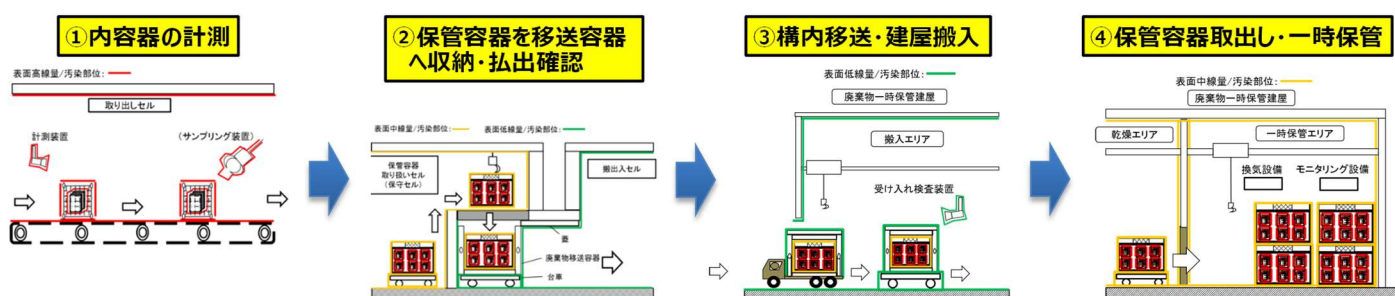 ①内容器の計測
表面高線量/汚染部位:
取り出しセル
計測装置
(サンプリング装置)
②保管容器を移送容器
へ収納・払出確認
表面中線量/汚染部位:
表面低線量/汚染部位:
保管容器
取り扱いセル
(保守セル)
搬出入セル
蓋
廃棄物移送容器
台車
③構内移送・建屋搬入
表面低線量/汚染部位:
廃棄物一時保管建屋
搬入エリア
受け入れ検査装置
④保管容器取出し・一時保管
表面中線量/汚染部位:
廃棄物一時保管建屋
乾燥エリア
一時保管エリア
換気設備
モニタリング設備